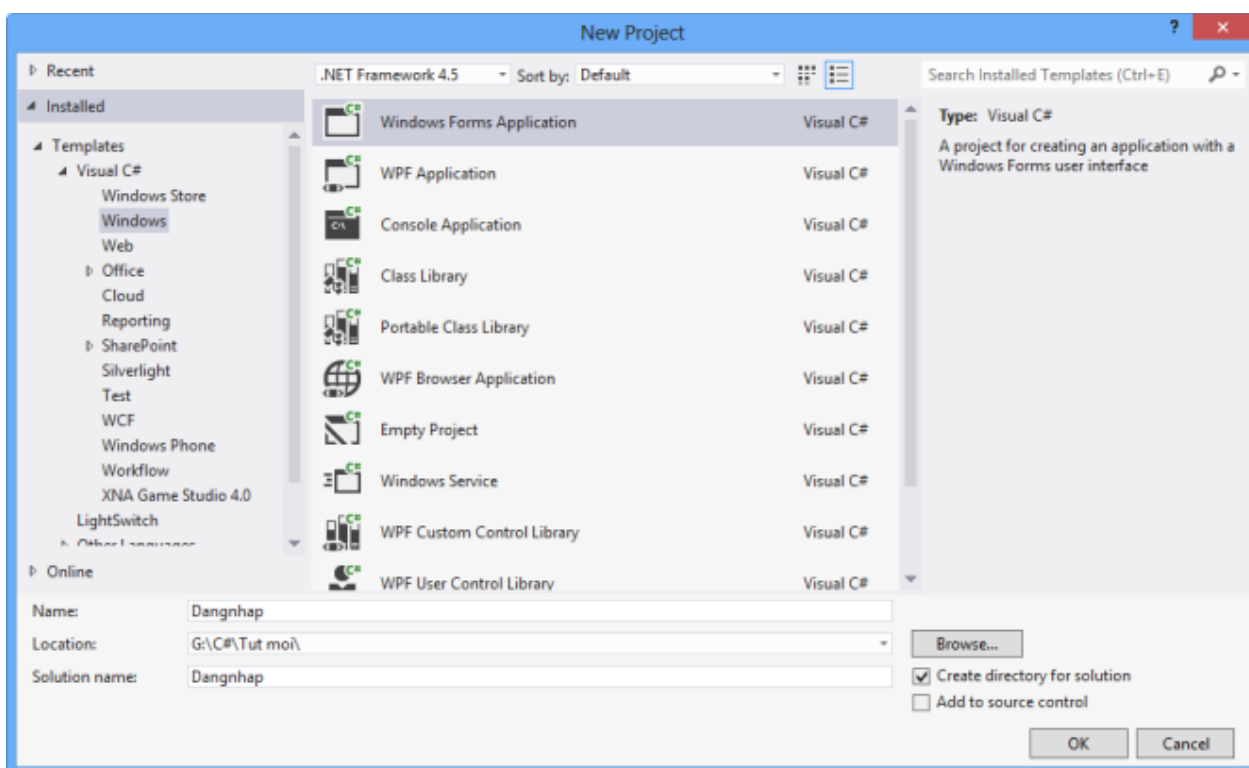 New Project
?
Recent
.NET Framework 4.5 Sort by: Default
Search Installed Templates (Ctrl+E)
Installed
Templates
Visual C#
Windows Store
Windows
Web
Office
Cloud
Reporting
SharePoint
Silverlight
Test
WCF
Windows Phone
Workflow
XNA Game Studio 4.0
LightSwitch
Other Languages
Online
Windows Forms Application Visual C#
WPF Application Visual C#
Console Application Visual C#
Class Library Visual C#
Portable Class Library Visual C#
WPF Browser Application Visual C#
Empty Project Visual C#
Windows Service Visual C#
WPF Custom Control Library Visual C#
WPF User Control Library Visual C#
Type: Visual C#
A project for creating an application with a
Windows Forms user interface
Name: Dangnhap
Location: G:\C#\Tut moi\
Browse...
Solution name: Dangnhap
Create directory for solution
Add to source control
OK Cancel